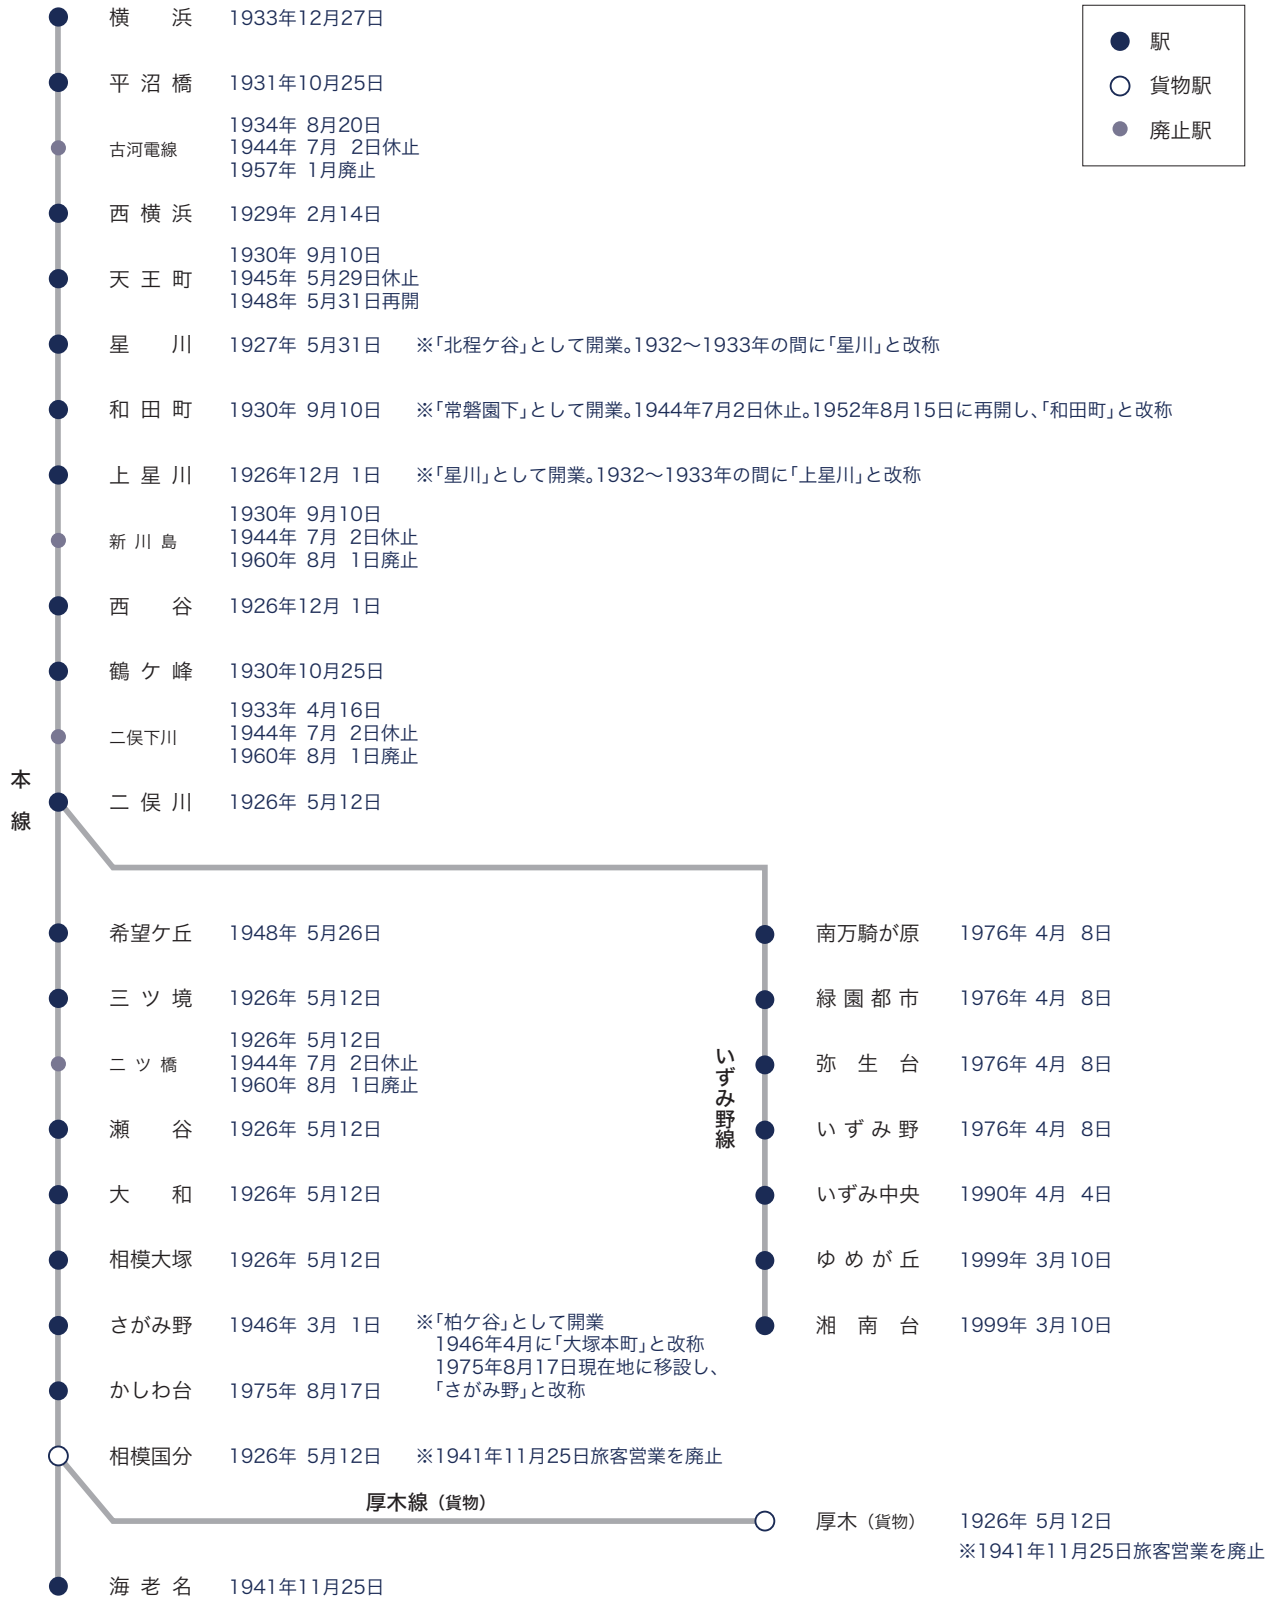 横浜 1933年12月27日
駅
平沼橋 1931年10月25日
貨物駅
廃止駅
1934年 8月20日
古河電線 1944年 7月 2日休止
1957年 1月廃止
西横浜 1929年 2月14日
1930年 9月10日
天王町 1945年 5月29日休止
1948年 5月31日再開
星川 1927年 5月31日 ※「北程ケ谷」として開業。1932〜1933年の間に「星川」と改称
和田町 1930年 9月10日 ※「常磐園下」として開業。1944年7月2日休止。1952年8月15日に再開し、「和田町」と改称
上星川 1926年12月 1日 ※「星川」として開業。1932〜1933年の間に「上星川」と改称
1930年 9月10日
新川島 1944年 7月 2日休止
1960年 8月 1日廃止
西谷 1926年12月 1日
鶴ケ峰 1930年10月25日
1933年 4月16日
二俣下川 1944年 7月 2日休止
1960年 8月 1日廃止
本線
二俣川 1926年 5月12日
希望ケ丘 1948年 5月26日
三ツ境 1926年 5月12日
1926年 5月12日
二ツ橋 1944年 7月 2日休止
1960年 8月 1日廃止
瀬谷 1926年 5月12日
大和 1926年 5月12日
相模大塚 1926年 5月12日
さがみ野 1946年 3月 1日 ※「柏ケ谷」として開業
1946年4月に「大塚本町」と改称
1975年8月17日現在地に移設し、
「さがみ野」と改称
かしわ台 1975年 8月17日
相模国分 1926年 5月12日 ※1941年11月25日旅客営業を廃止
いずみ野線
南万騎が原 1976年 4月 8日
緑園都市 1976年 4月 8日
弥生台 1976年 4月 8日
いずみ野 1976年 4月 8日
いずみ中央 1990年 4月 4日
ゆめが丘 1999年 3月10日
湘南台 1999年 3月10日
厚木線（貨物）
厚木（貨物） 1926年 5月12日
※1941年11月25日旅客営業を廃止
海老名 1941年11月25日